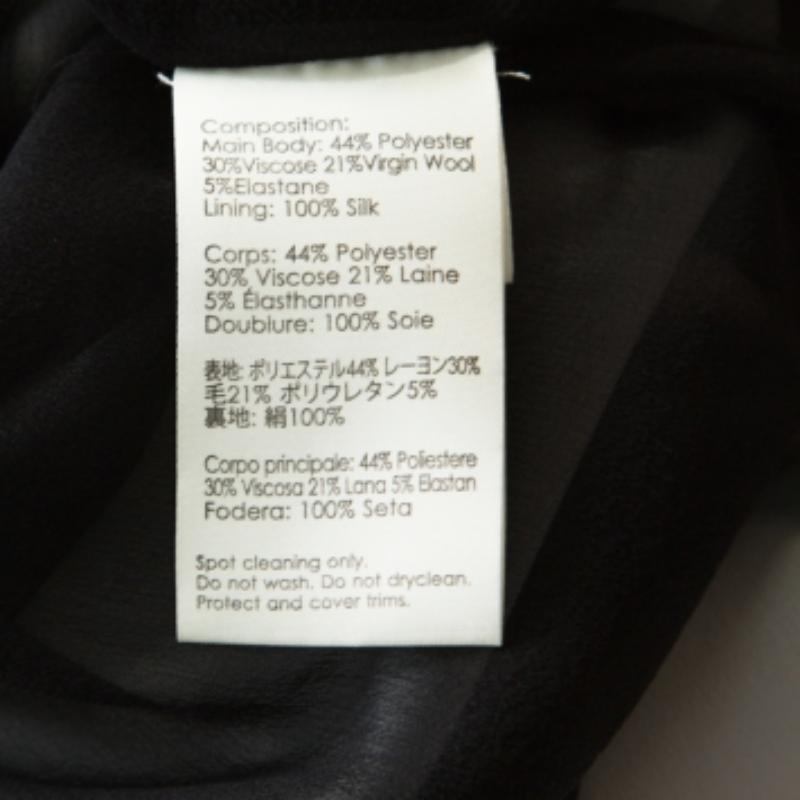 Composition:
Main Body: 44% Polyester
30%Viscose 21%Virgin Wool
5%Elastane
Lining: 100% Silk
Corps: 44% Polyester
30% Viscose 21% Laine
5% Élasthanne
Doublure: 100% Soie
表地: ポリエステル44% レーヨン30%
毛21% ポリウレタン5%
裏地: 絹100%
Corpo principale: 44% Poliestere
30% Viscosa 21% Lana 5% Elastan
Fodera: 100% Seta
Spot cleaning only.
Do not wash. Do not dryclean.
Protect and cover trims.